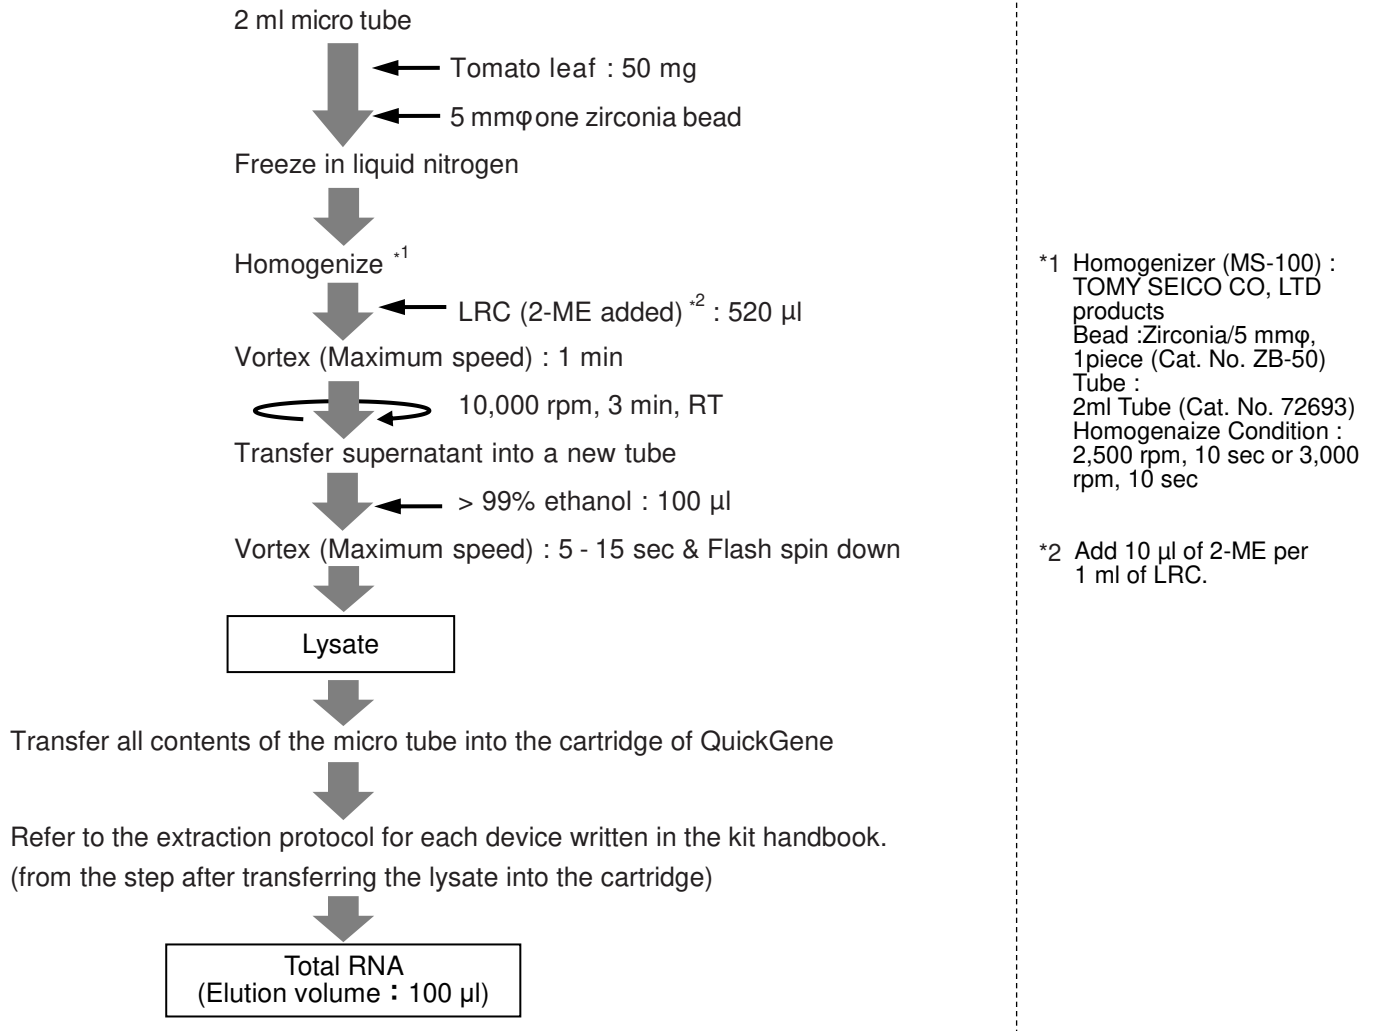 2 ml micro tube
Tomato leaf : 50 mg
5 mmφ one zirconia bead
Freeze in liquid nitrogen
Homogenize *1
LRC (2-ME added) *2 : 520 μl
Vortex (Maximum speed) : 1 min
10,000 rpm, 3 min, RT
Transfer supernatant into a new tube
> 99% ethanol : 100 μl
Vortex (Maximum speed) : 5 - 15 sec & Flash spin down
Lysate
Transfer all contents of the micro tube into the cartridge of QuickGene
Refer to the extraction protocol for each device written in the kit handbook.
(from the step after transferring the lysate into the cartridge)
Total RNA
(Elution volume : 100 μl)
*1 Homogenizer (MS-100) :
TOMY SEICO CO, LTD
products
Bead :Zirconia/5 mmφ,
1piece (Cat. No. ZB-50)
Tube :
2ml Tube (Cat. No. 72693)
Homogenaize Condition :
2,500 rpm, 10 sec or 3,000
rpm, 10 sec
*2 Add 10 μl of 2-ME per
1 ml of LRC.